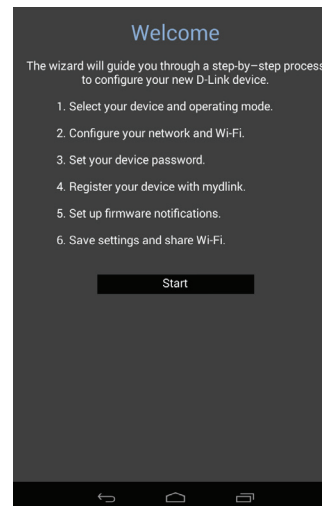 Welcome
The wizard will guide you through a step-by-step process
to configure your new D-Link device.
1. Select your device and operating mode.
2. Configure your network and Wi-Fi.
3. Set your device password.
4. Register your device with mydlink.
5. Set up firmware notifications.
6. Save settings and share Wi-Fi.
Start